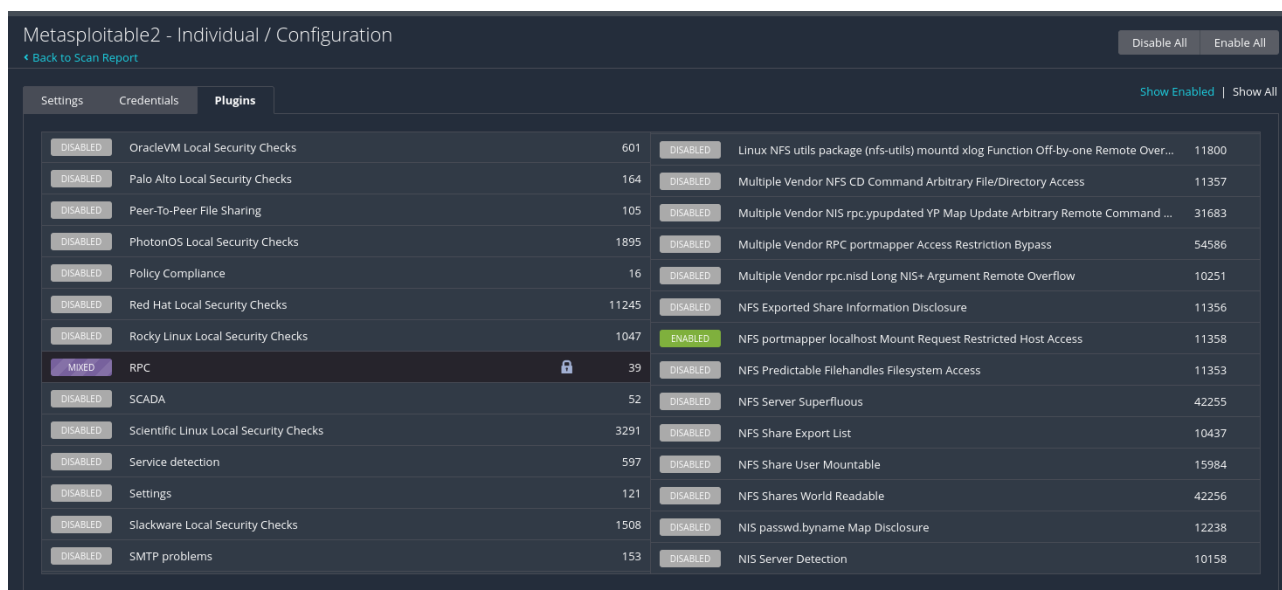 Metasploitable2 - Individual / Configuration
Disable All Enable All
‹ Back to Scan Report
Settings Credentials Plugins
Show Enabled | Show All
DISABLED OracleVM Local Security Checks 601
DISABLED Palo Alto Local Security Checks 164
DISABLED Peer-To-Peer File Sharing 105
DISABLED PhotonOS Local Security Checks 1895
DISABLED Policy Compliance 16
DISABLED Red Hat Local Security Checks 11245
DISABLED Rocky Linux Local Security Checks 1047
MIXED RPC 39
DISABLED SCADA 52
DISABLED Scientific Linux Local Security Checks 3291
DISABLED Service detection 597
DISABLED Settings 121
DISABLED Slackware Local Security Checks 1508
DISABLED SMTP problems 153
DISABLED Linux NFS utils package (nfs-utils) mountd xlog Function Off-by-one Remote Over... 11800
DISABLED Multiple Vendor NFS CD Command Arbitrary File/Directory Access 11357
DISABLED Multiple Vendor NIS rpc.ypupdated YP Map Update Arbitrary Remote Command ... 31683
DISABLED Multiple Vendor RPC portmapper Access Restriction Bypass 54586
DISABLED Multiple Vendor rpc.nisd Long NIS+ Argument Remote Overflow 10251
DISABLED NFS Exported Share Information Disclosure 11356
ENABLED NFS portmapper localhost Mount Request Restricted Host Access 11358
DISABLED NFS Predictable Filehandles Filesystem Access 11353
DISABLED NFS Server Superfluous 42255
DISABLED NFS Share Export List 10437
DISABLED NFS Share User Mountable 15984
DISABLED NFS Shares World Readable 42256
DISABLED NIS passwd.byname Map Disclosure 12238
DISABLED NIS Server Detection 10158